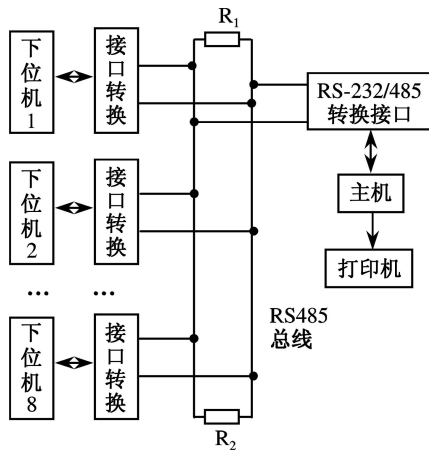 R1
下位机1
接口转换
RS-232/485
转换接口
主机
下位机2
接口转换
打印机
... ...
RS485
总线
下位机8
接口转换
R2